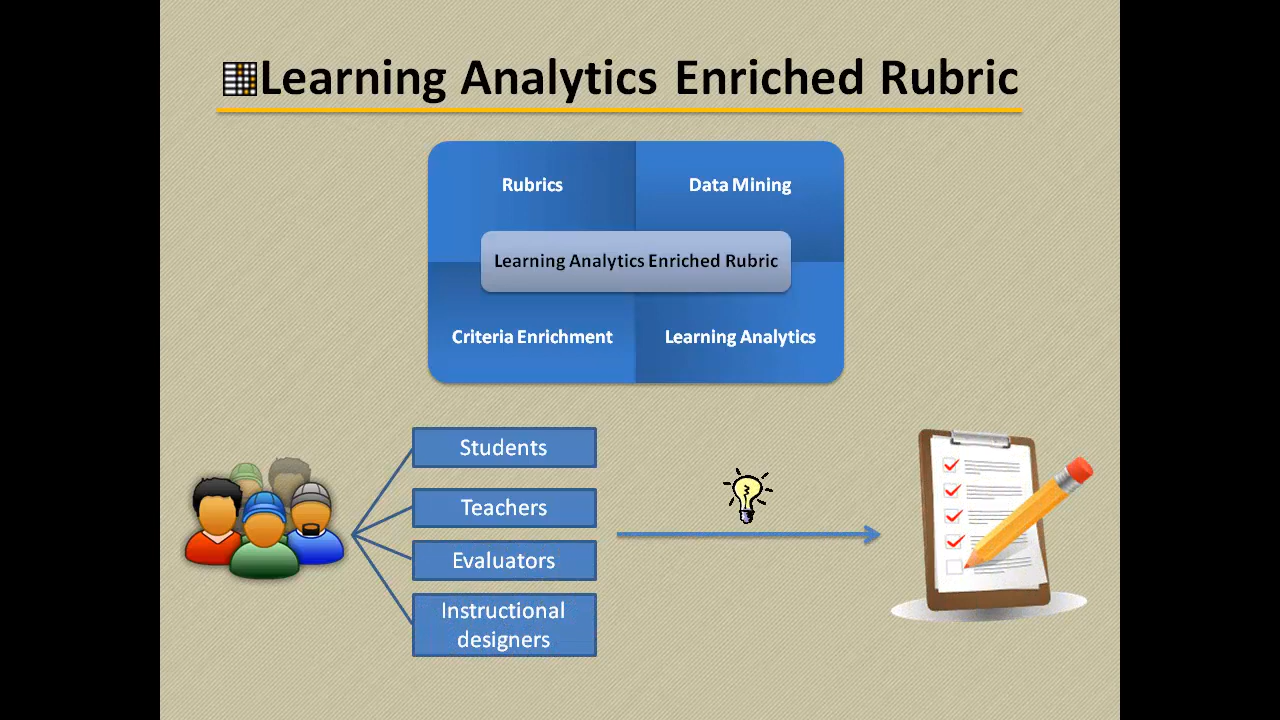 Learning Analytics Enriched Rubric
Rubrics
Data Mining
Learning Analytics Enriched Rubric
Criteria Enrichment
Learning Analytics
Students
Teachers
Evaluators
Instructional
designers